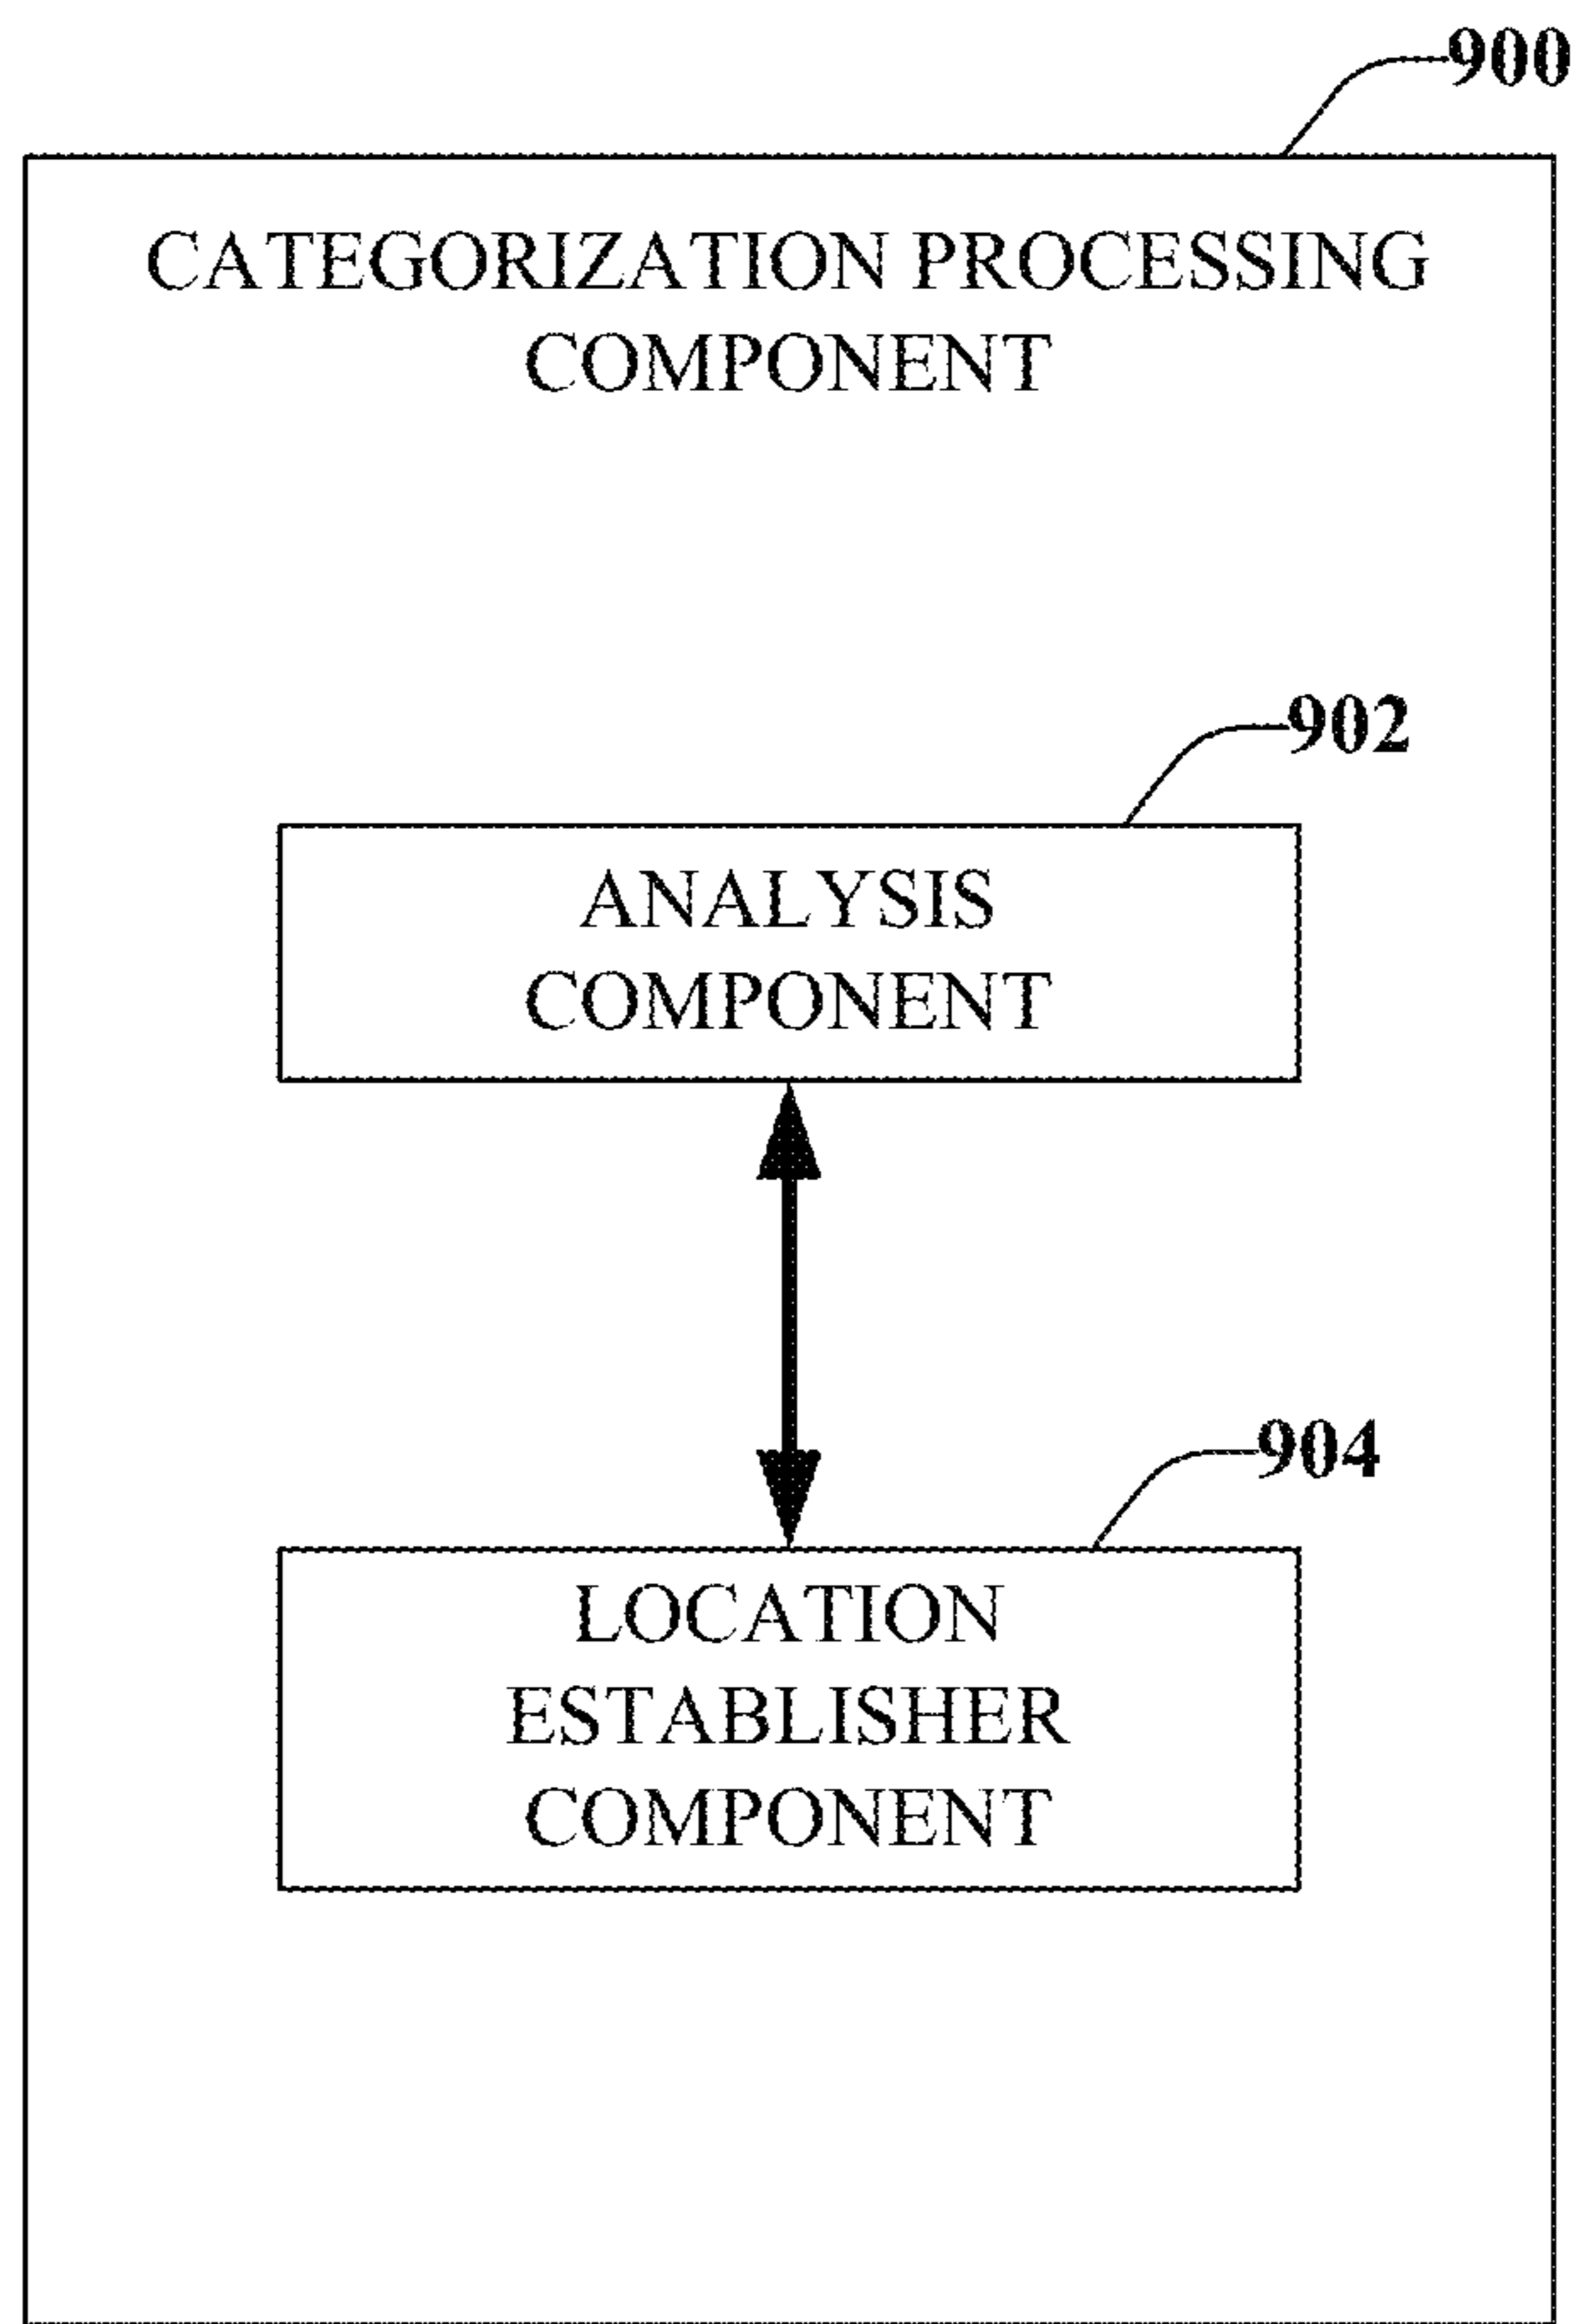 900
CATEGORIZATION PROCESSING
COMPONENT
902
ANALYSIS
COMPONENT
904
LOCATION
ESTABLISHER
COMPONENT